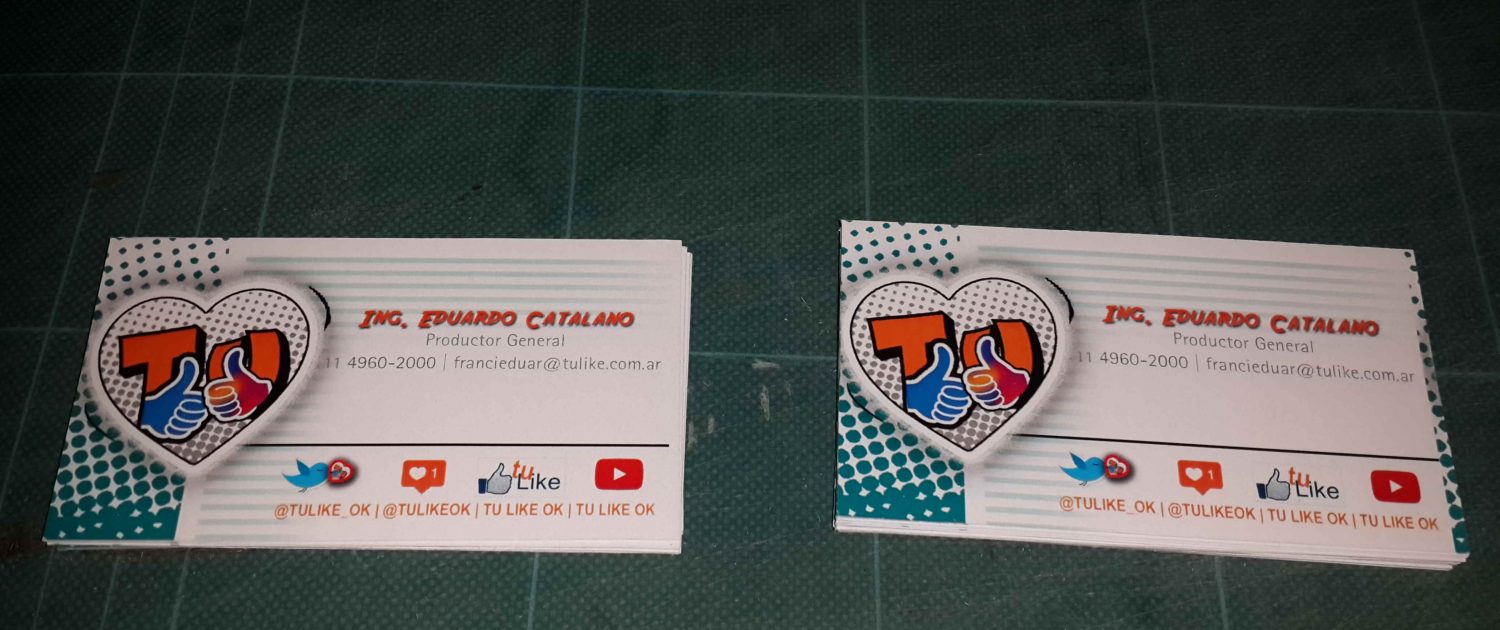 TU
ING. EDUARDO CATALANO
Productor General
11 4960-2000 | francieduar@tulike.com.ar
1
tu
Like
@TULIKE_OK | @TULIKEOK | TU LIKE OK | TU LIKE OK
TU
ING. EDUARDO CATALANO
Productor General
11 4960-2000 | francieduar@tulike.com.ar
1
tu
Like
@TULIKE_OK | @TULIKEOK | TU LIKE OK | TU LIKE OK